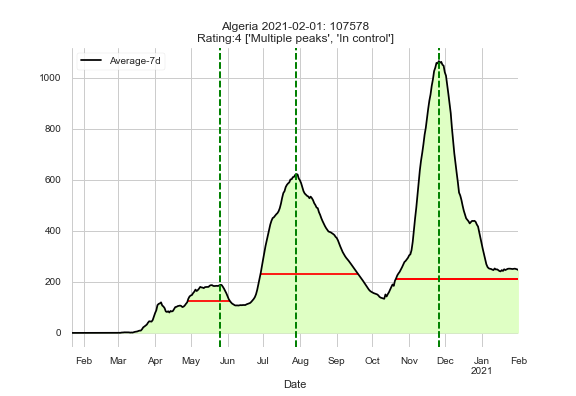 Algeria 2021-02-01: 107578
Rating:4 ['Multiple peaks', 'In control']
Average-7d
1000
800
600
400
200
0
Feb Mar Apr May Jun Jul Aug Sep Oct Nov Dec Jan Feb
2021
Date